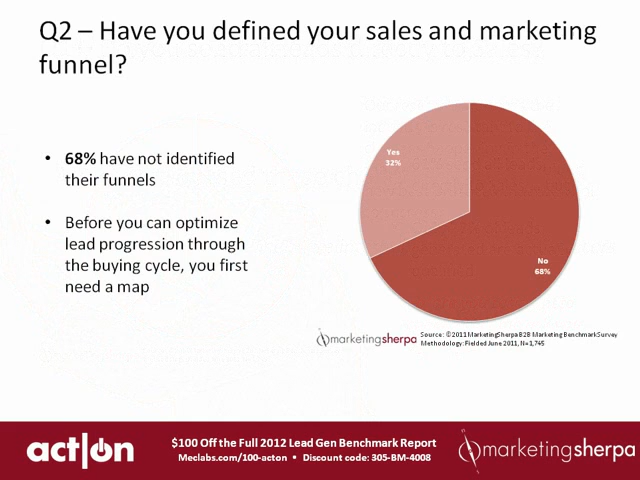 Q2 – Have you defined your sales and marketing
funnel?
• 68% have not identified
their funnels
• Before you can optimize
lead progression through
the buying cycle, you first
need a map
Yes
32%
No
68%
marketingsherpa
Source: ©2011 MarketingSherpa B2B Marketing BenchmarkSurvey
Methodology: Fielded June 2011, N=1,745
act|on
$100 Off the Full 2012 Lead Gen Benchmark Report
Meclabs.com/100-acton • Discount code: 305-BM-4008
marketingsherpa